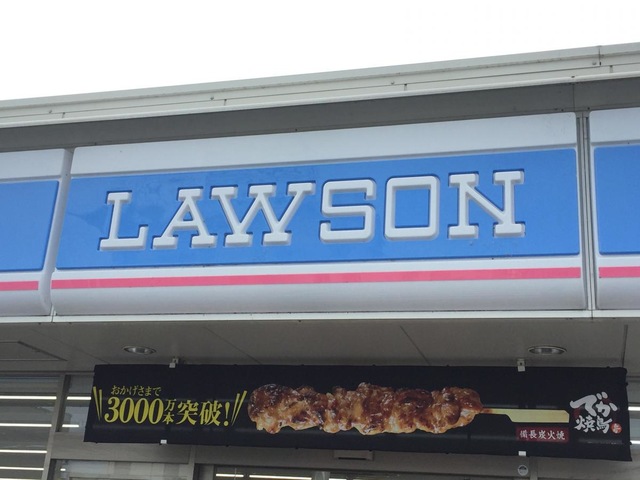 LAWSON
おかげさまで
3000万本突破!
でか
焼鳥
備長炭火焼